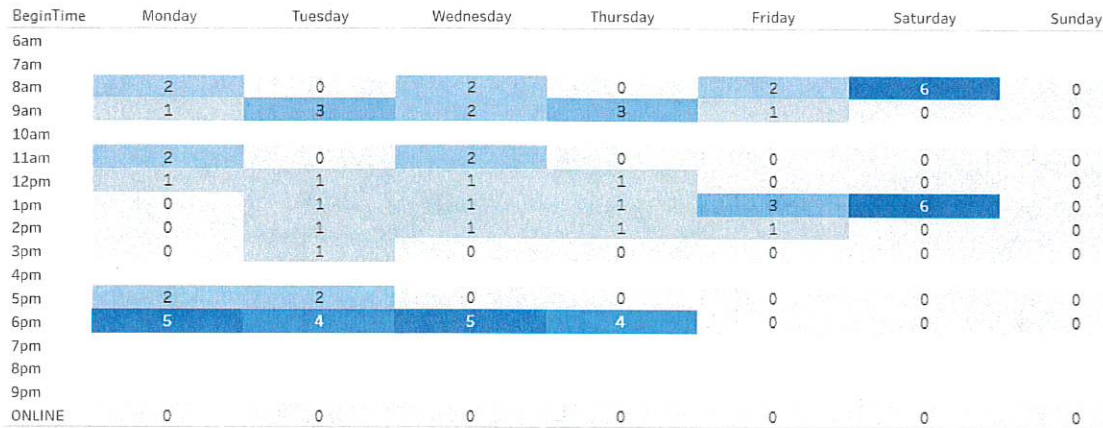 BeginTime Monday Tuesday Wednesday Thursday Friday Saturday Sunday
6am
7am
8am 2 0 2 0 2 6 0
9am 1 3 2 3 1 0 0
10am
11am 2 0 2 0 0 0 0
12pm 1 1 1 1 0 0 0
1pm 0 1 1 1 3 6 0
2pm 0 1 1 1 1 0 0
3pm 0 1 0 0 0 0 0
4pm
5pm 2 2 0 0 0 0 0
6pm 5 4 5 4 0 0 0
7pm
8pm
9pm
ONLINE 0 0 0 0 0 0 0